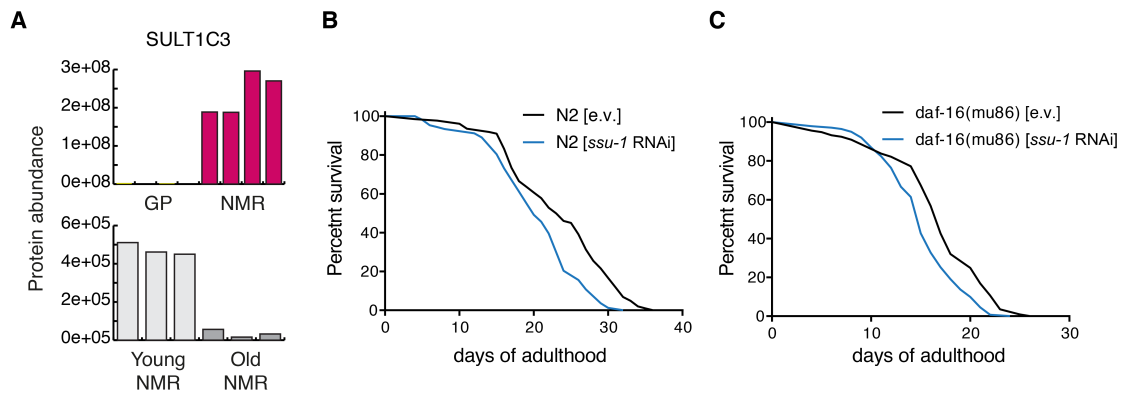 A
SULT1C3
Protein abundance
3e+08
2e+08
1e+08
0e+08
GP
NMR
6e+05
4e+05
2e+05
0e+05
Young
NMR
Old
NMR
B
N2 [e.v.]
N2 [ssu-1 RNAi]
Percetnt survival
100
80
60
40
20
0
0
10
20
30
40
days of adulthood
C
daf-16(mu86) [e.v.]
daf-16(mu86) [ssu-1 RNAi]
Percetnt survival
100
80
60
40
20
0
0
10
20
30
days of adulthood